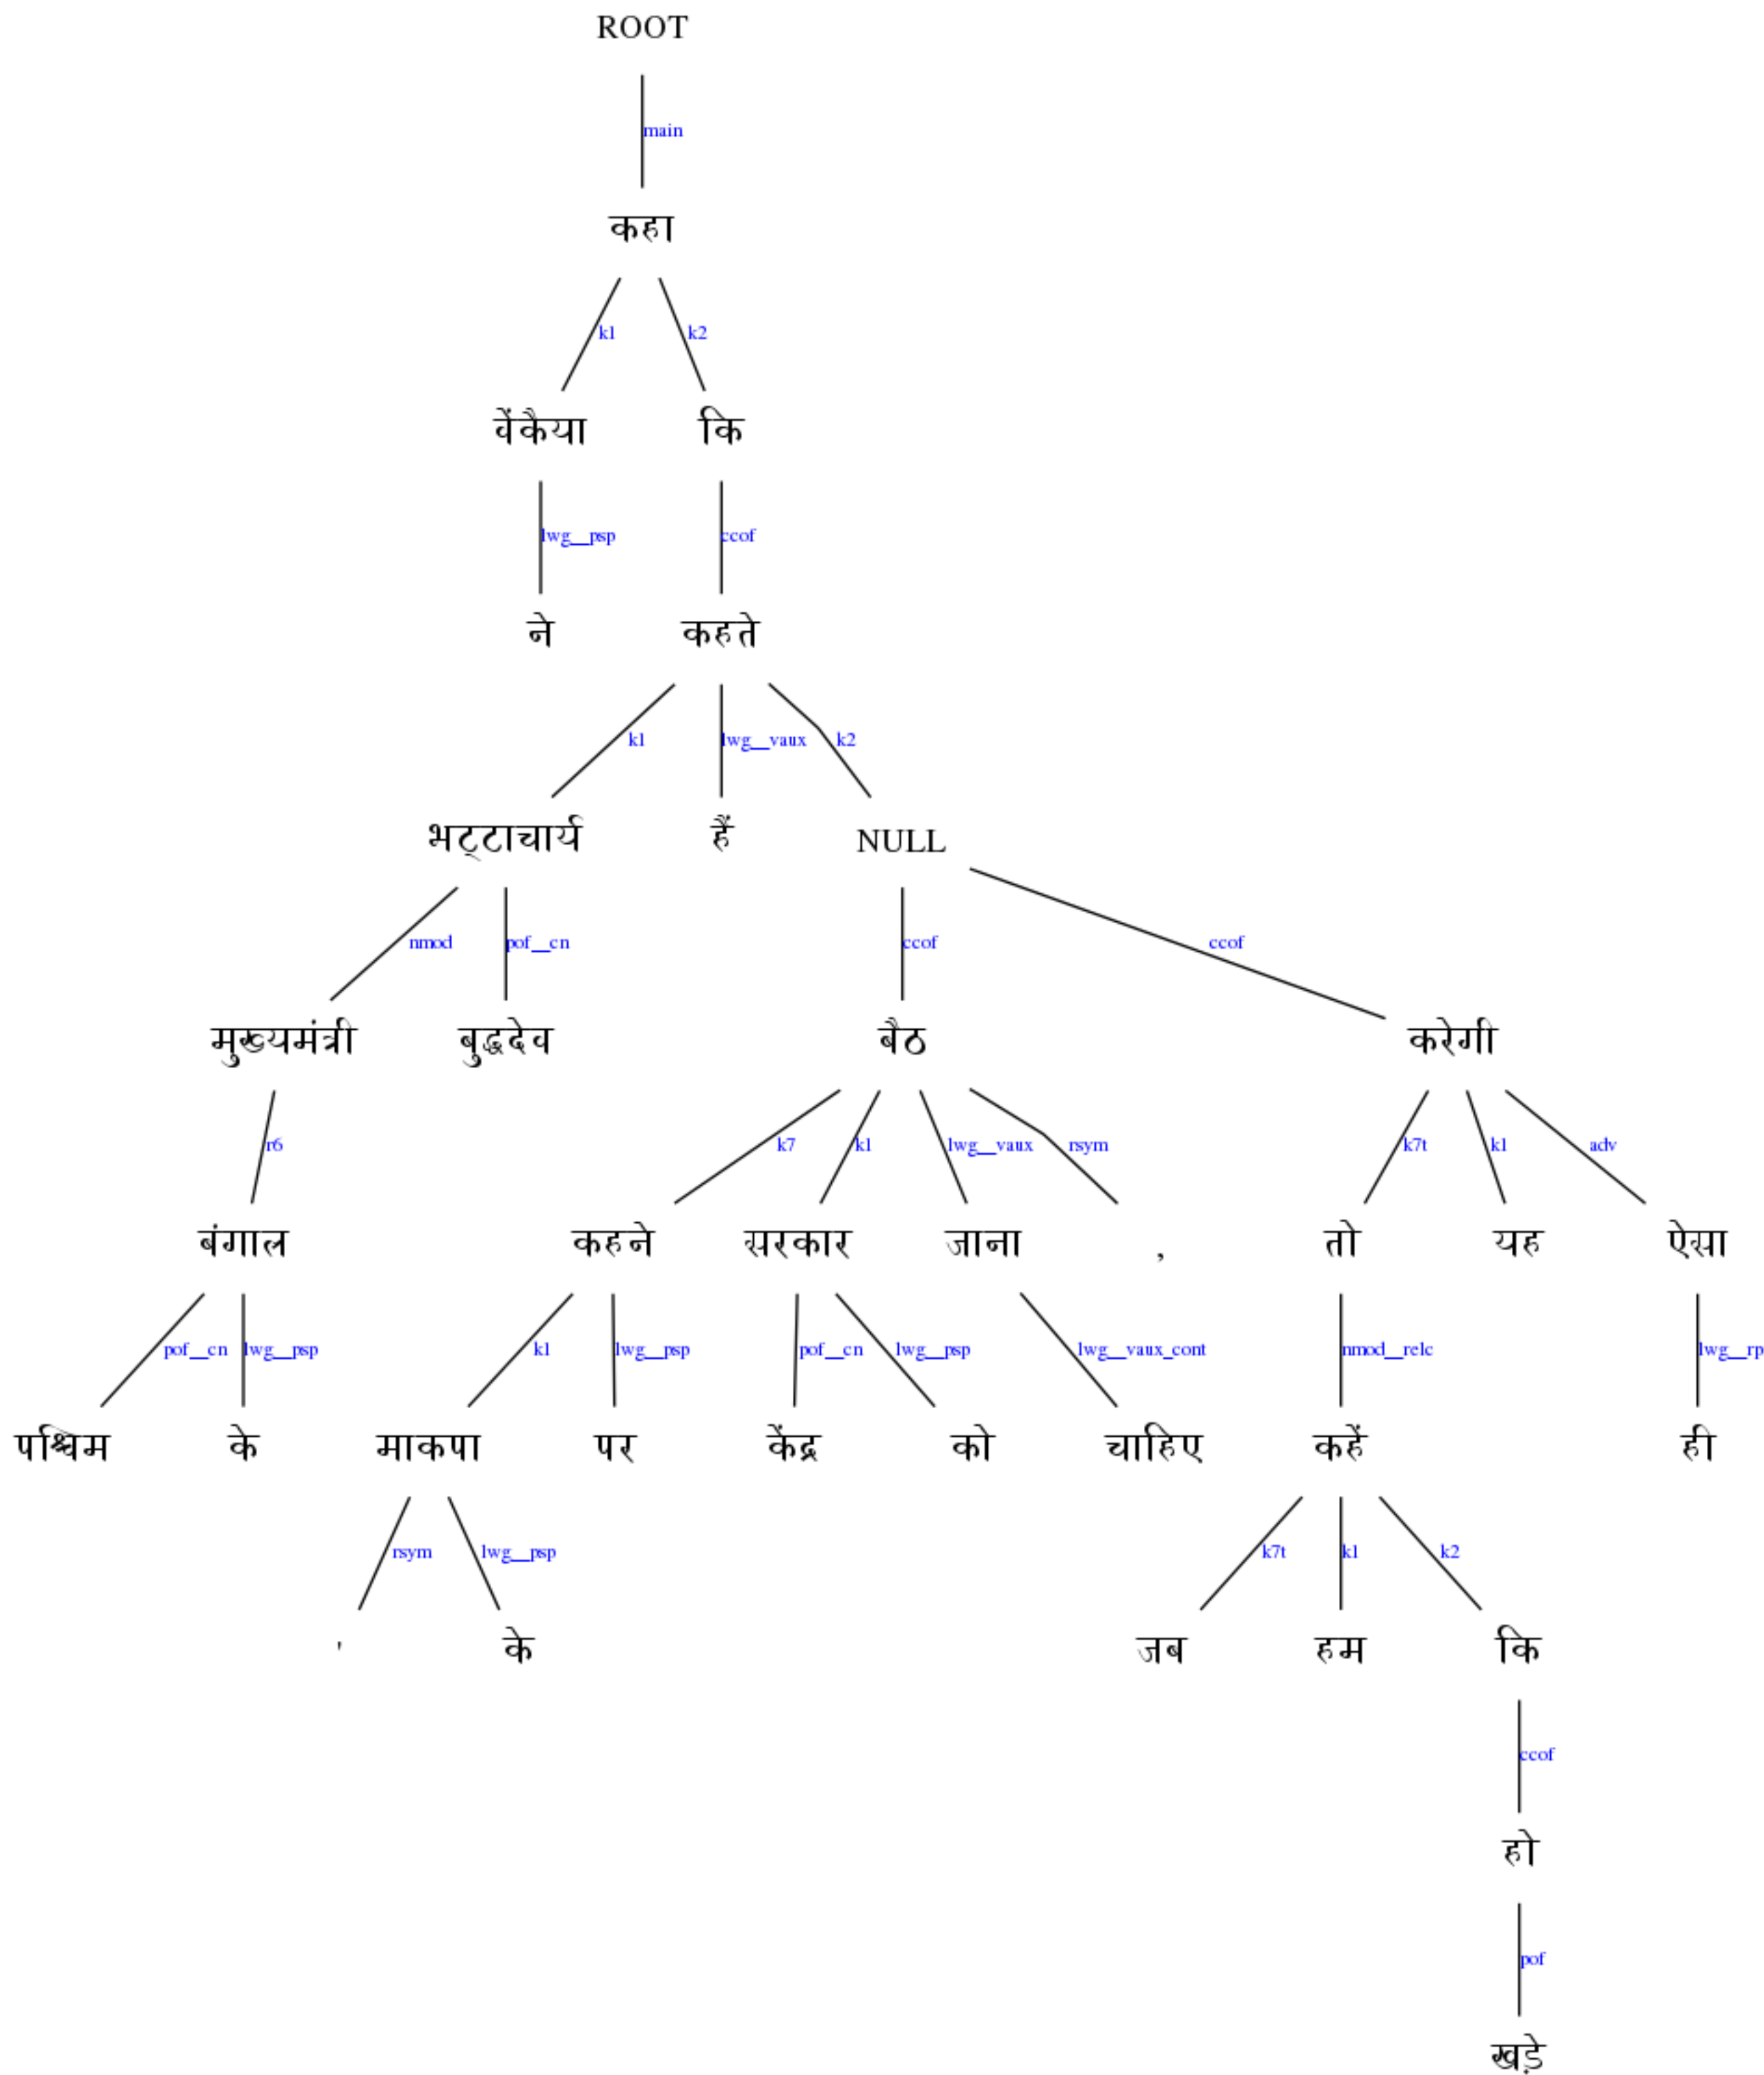 ROOT
main
कहा
k1 k2
वेंकैया कि
lwg__psp ccof
ने कहते
k1 lwg__vaux k2
भट्टाचार्य हैं NULL
nmod pof__cn ccof ccof
मुख्यमंत्री बुद्धदेव बैठ करेगी
r6 k7 k1 lwg__vaux rsym k7t k1 adv
बंगाल कहने सरकार जाना , तो यह ऐसा
pof__cn lwg__psp k1 lwg__psp pof__cn lwg__psp lwg__vaux_cont nmod__relc lwg__rp
पश्चिम के माकपा पर केंद्र को चाहिए कहें ही
rsym lwg__psp k7t k1 k2
' के जब हम कि
ccof
हो
pof
खड़े